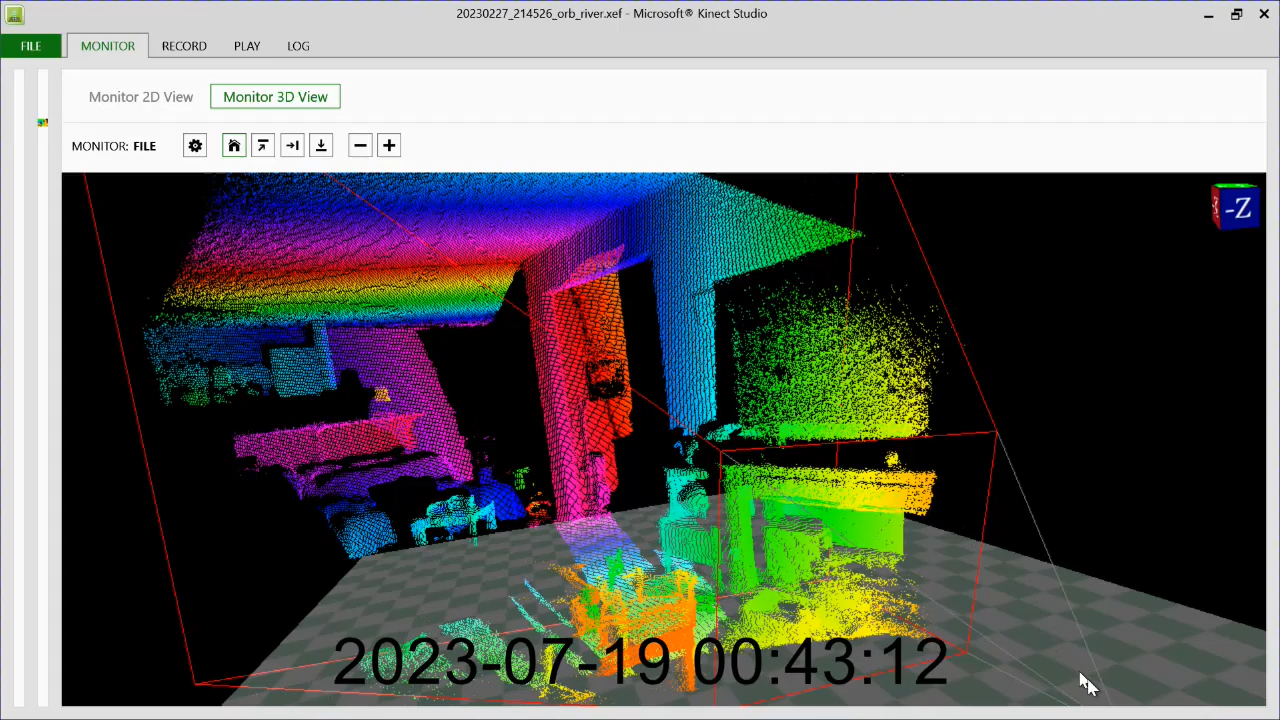 20230227_214526_orb_river.xef - Microsoft® Kinect Studio
FILE MONITOR RECORD PLAY LOG
Monitor 2D View Monitor 3D View
MONITOR: FILE
-Z
2023-07-19 00:43:12